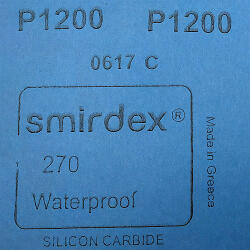 P1200 P1200
0617 C
smirdex®
270
Waterproof
Made in Greece
SILICON CARBIDE